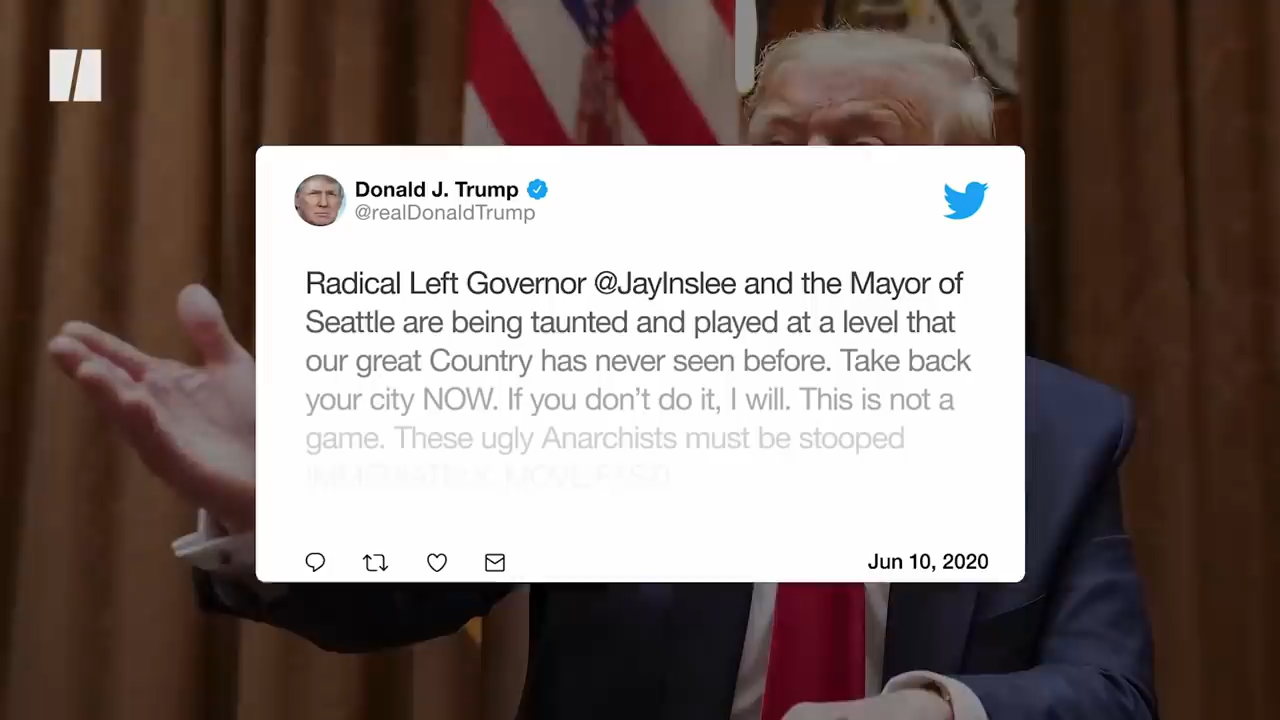 Donald J. Trump
@realDonaldTrump
Radical Left Governor @JayInslee and the Mayor of
Seattle are being taunted and played at a level that
our great Country has never seen before. Take back
your city NOW. If you don't do it, I will. This is not a
game. These ugly Anarchists must be stooped
Jun 10, 2020